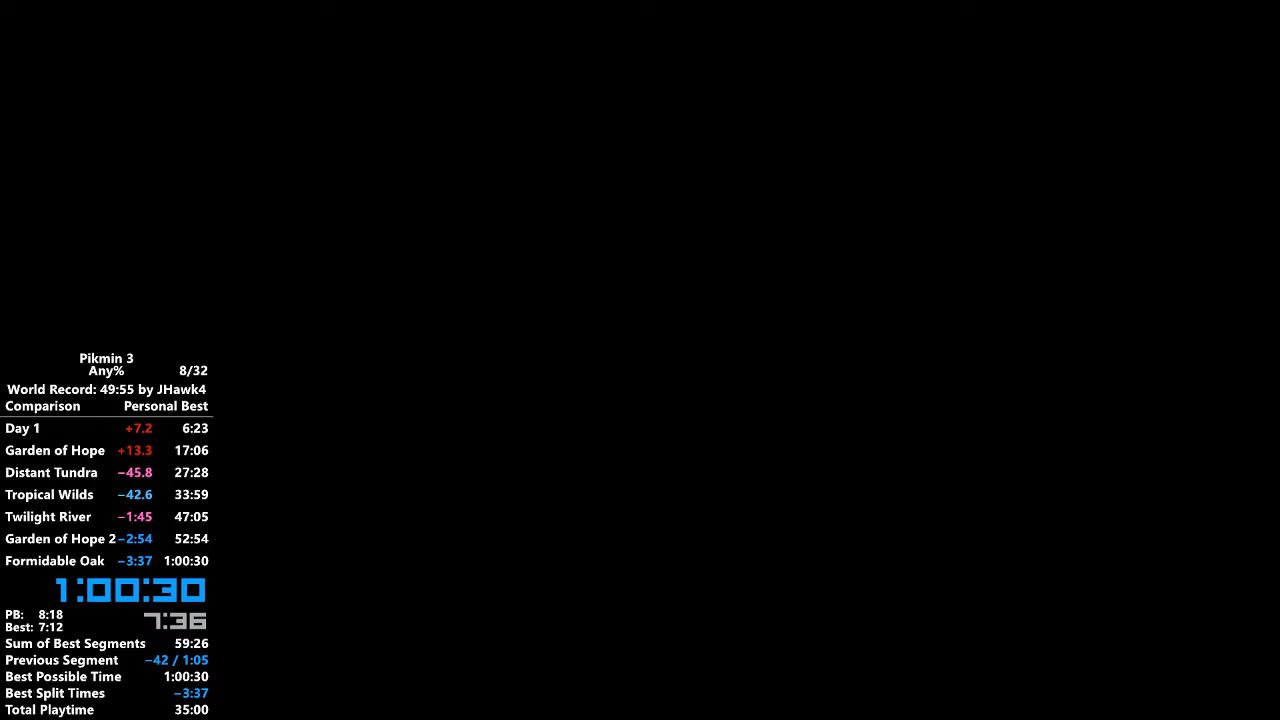 Pikmin 3
Any% 8/32
World Record: 49:55 by JHawk4
Comparison Personal Best
Day 1 +7.2 6:23
Garden of Hope +13.3 17:06
Distant Tundra −45.8 27:28
Tropical Wilds −42.6 33:59
Twilight River −1:45 47:05
Garden of Hope 2 −2:54 52:54
Formidable Oak −3:37 1:00:30
1:00:30
PB: 8:18
7:36
Best: 7:12
Sum of Best Segments 59:26
Previous Segment −42 / 1:05
Best Possible Time 1:00:30
Best Split Times −3:37
Total Playtime 35:00